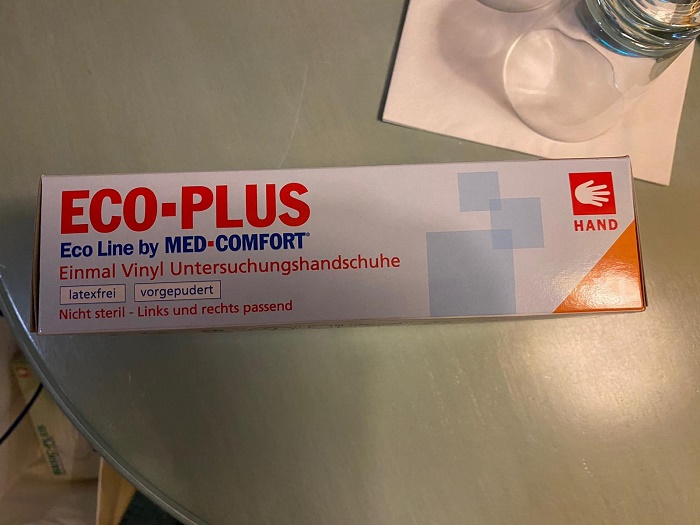 ECO-PLUS
Eco Line by MED-COMFORT®
Einmal Vinyl Untersuchungshandschuhe
latexfrei vorgepudert
Nicht steril - Links und rechts passend
HAND